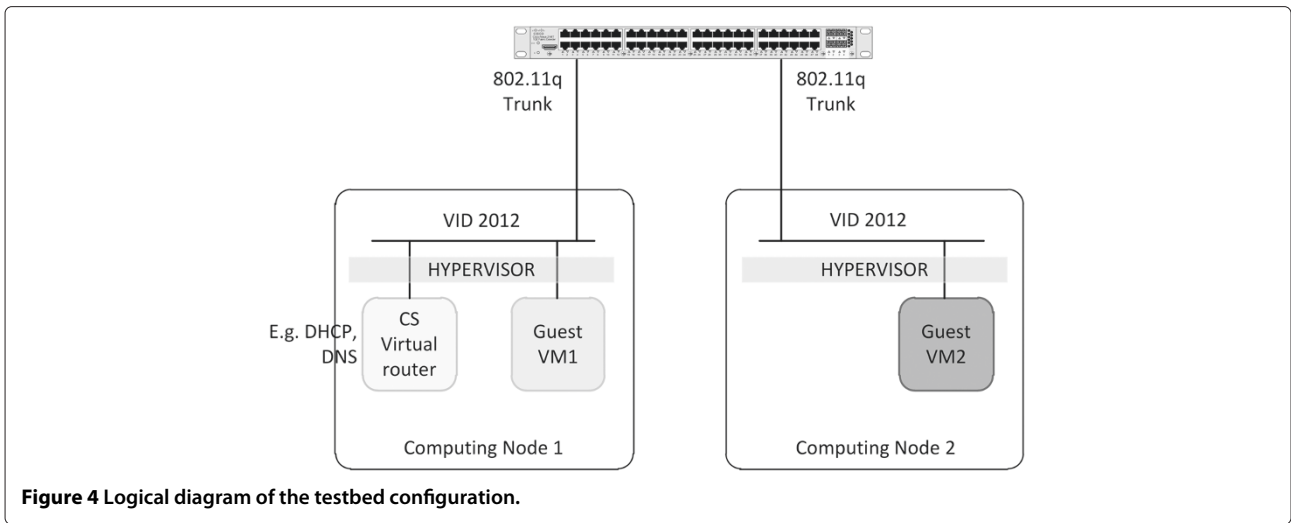 802.11q
Trunk
802.11q
Trunk
VID 2012
VID 2012
HYPERVISOR
HYPERVISOR
E.g. DHCP,
DNS
CS
Virtual
router
Guest
VM1
Guest
VM2
Computing Node 1
Computing Node 2
Figure 4 Logical diagram of the testbed configuration.